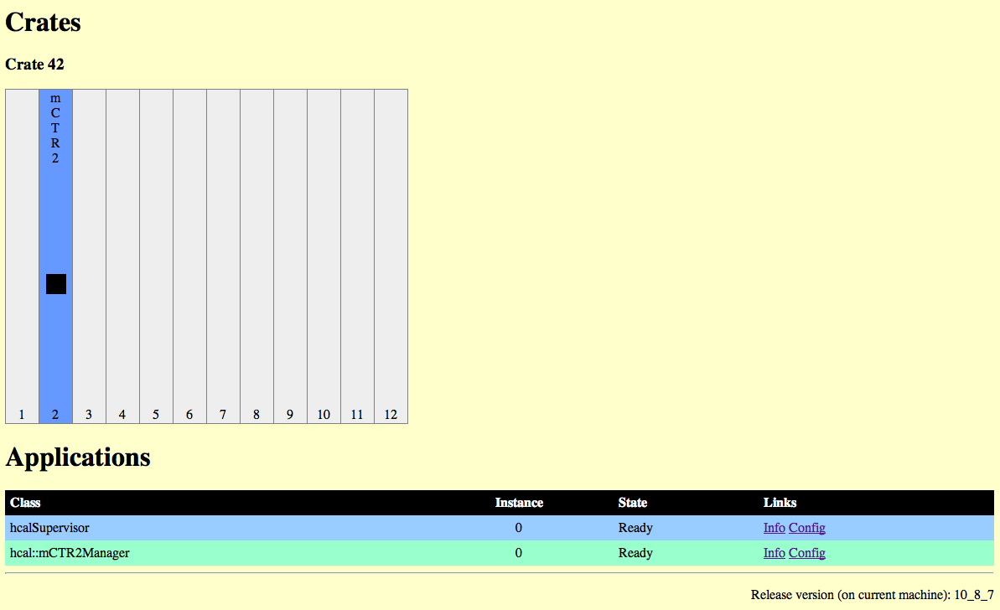 Crates
Crate 42
m
C
T
R
2
1 2 3 4 5 6 7 8 9 10 11 12
Applications
Class Instance State Links
hcalSupervisor 0 Ready Info Config
hcal::mCTR2Manager 0 Ready Info Config
Release version (on current machine): 10_8_7